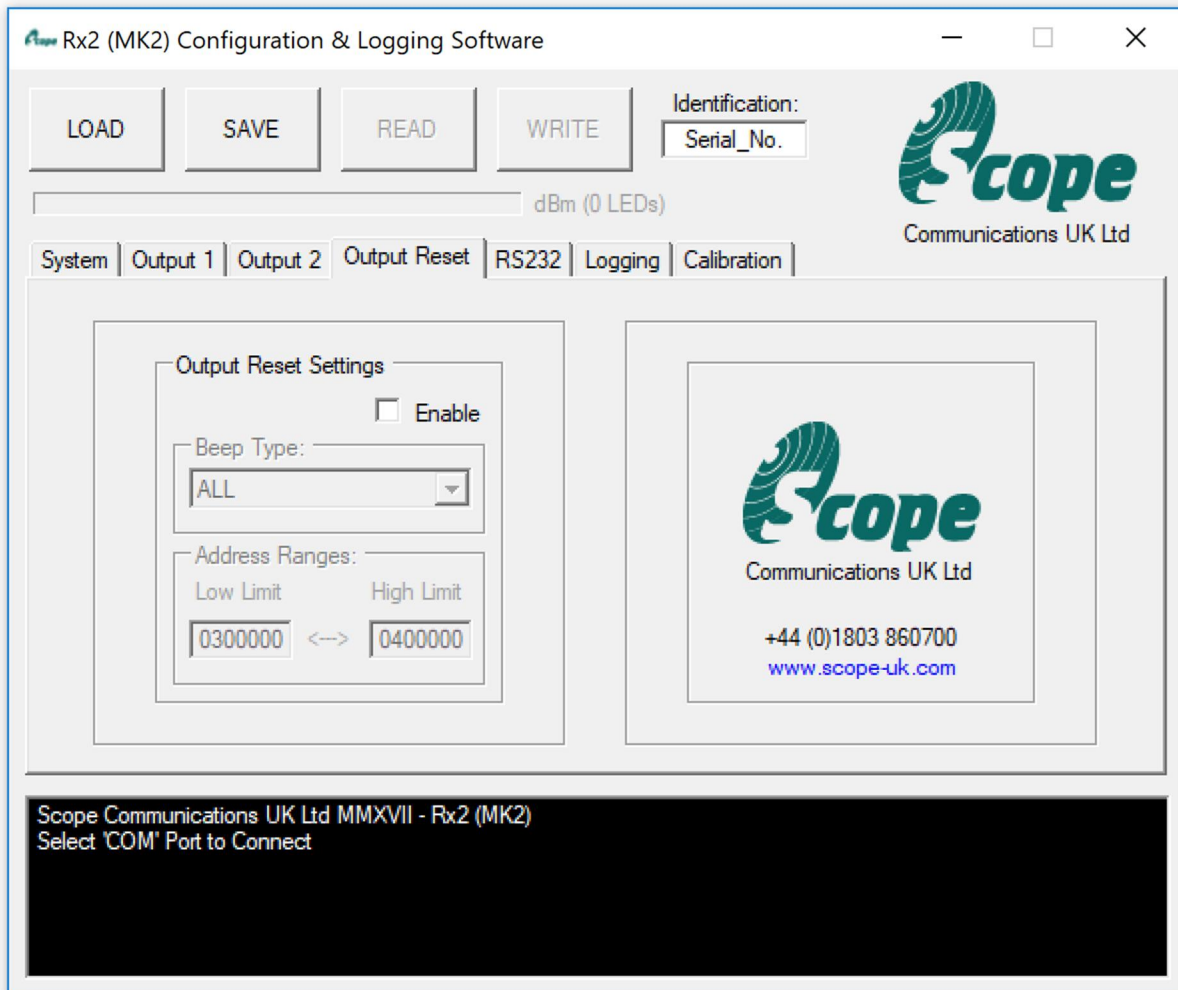 Scope Rx2 (MK2) Configuration & Logging Software
LOAD SAVE READ WRITE
Identification:
Serial_No.
dBm (0 LEDs)
Scope
Communications UK Ltd
System Output 1 Output 2 Output Reset RS232 Logging Calibration
Output Reset Settings
Enable
Beep Type:
ALL
Address Ranges:
Low Limit High Limit
0300000 <---> 0400000
Scope
Communications UK Ltd
+44 (0)1803 860700
www.scope-uk.com
Scope Communications UK Ltd MMXVII - Rx2 (MK2)
Select 'COM' Port to Connect